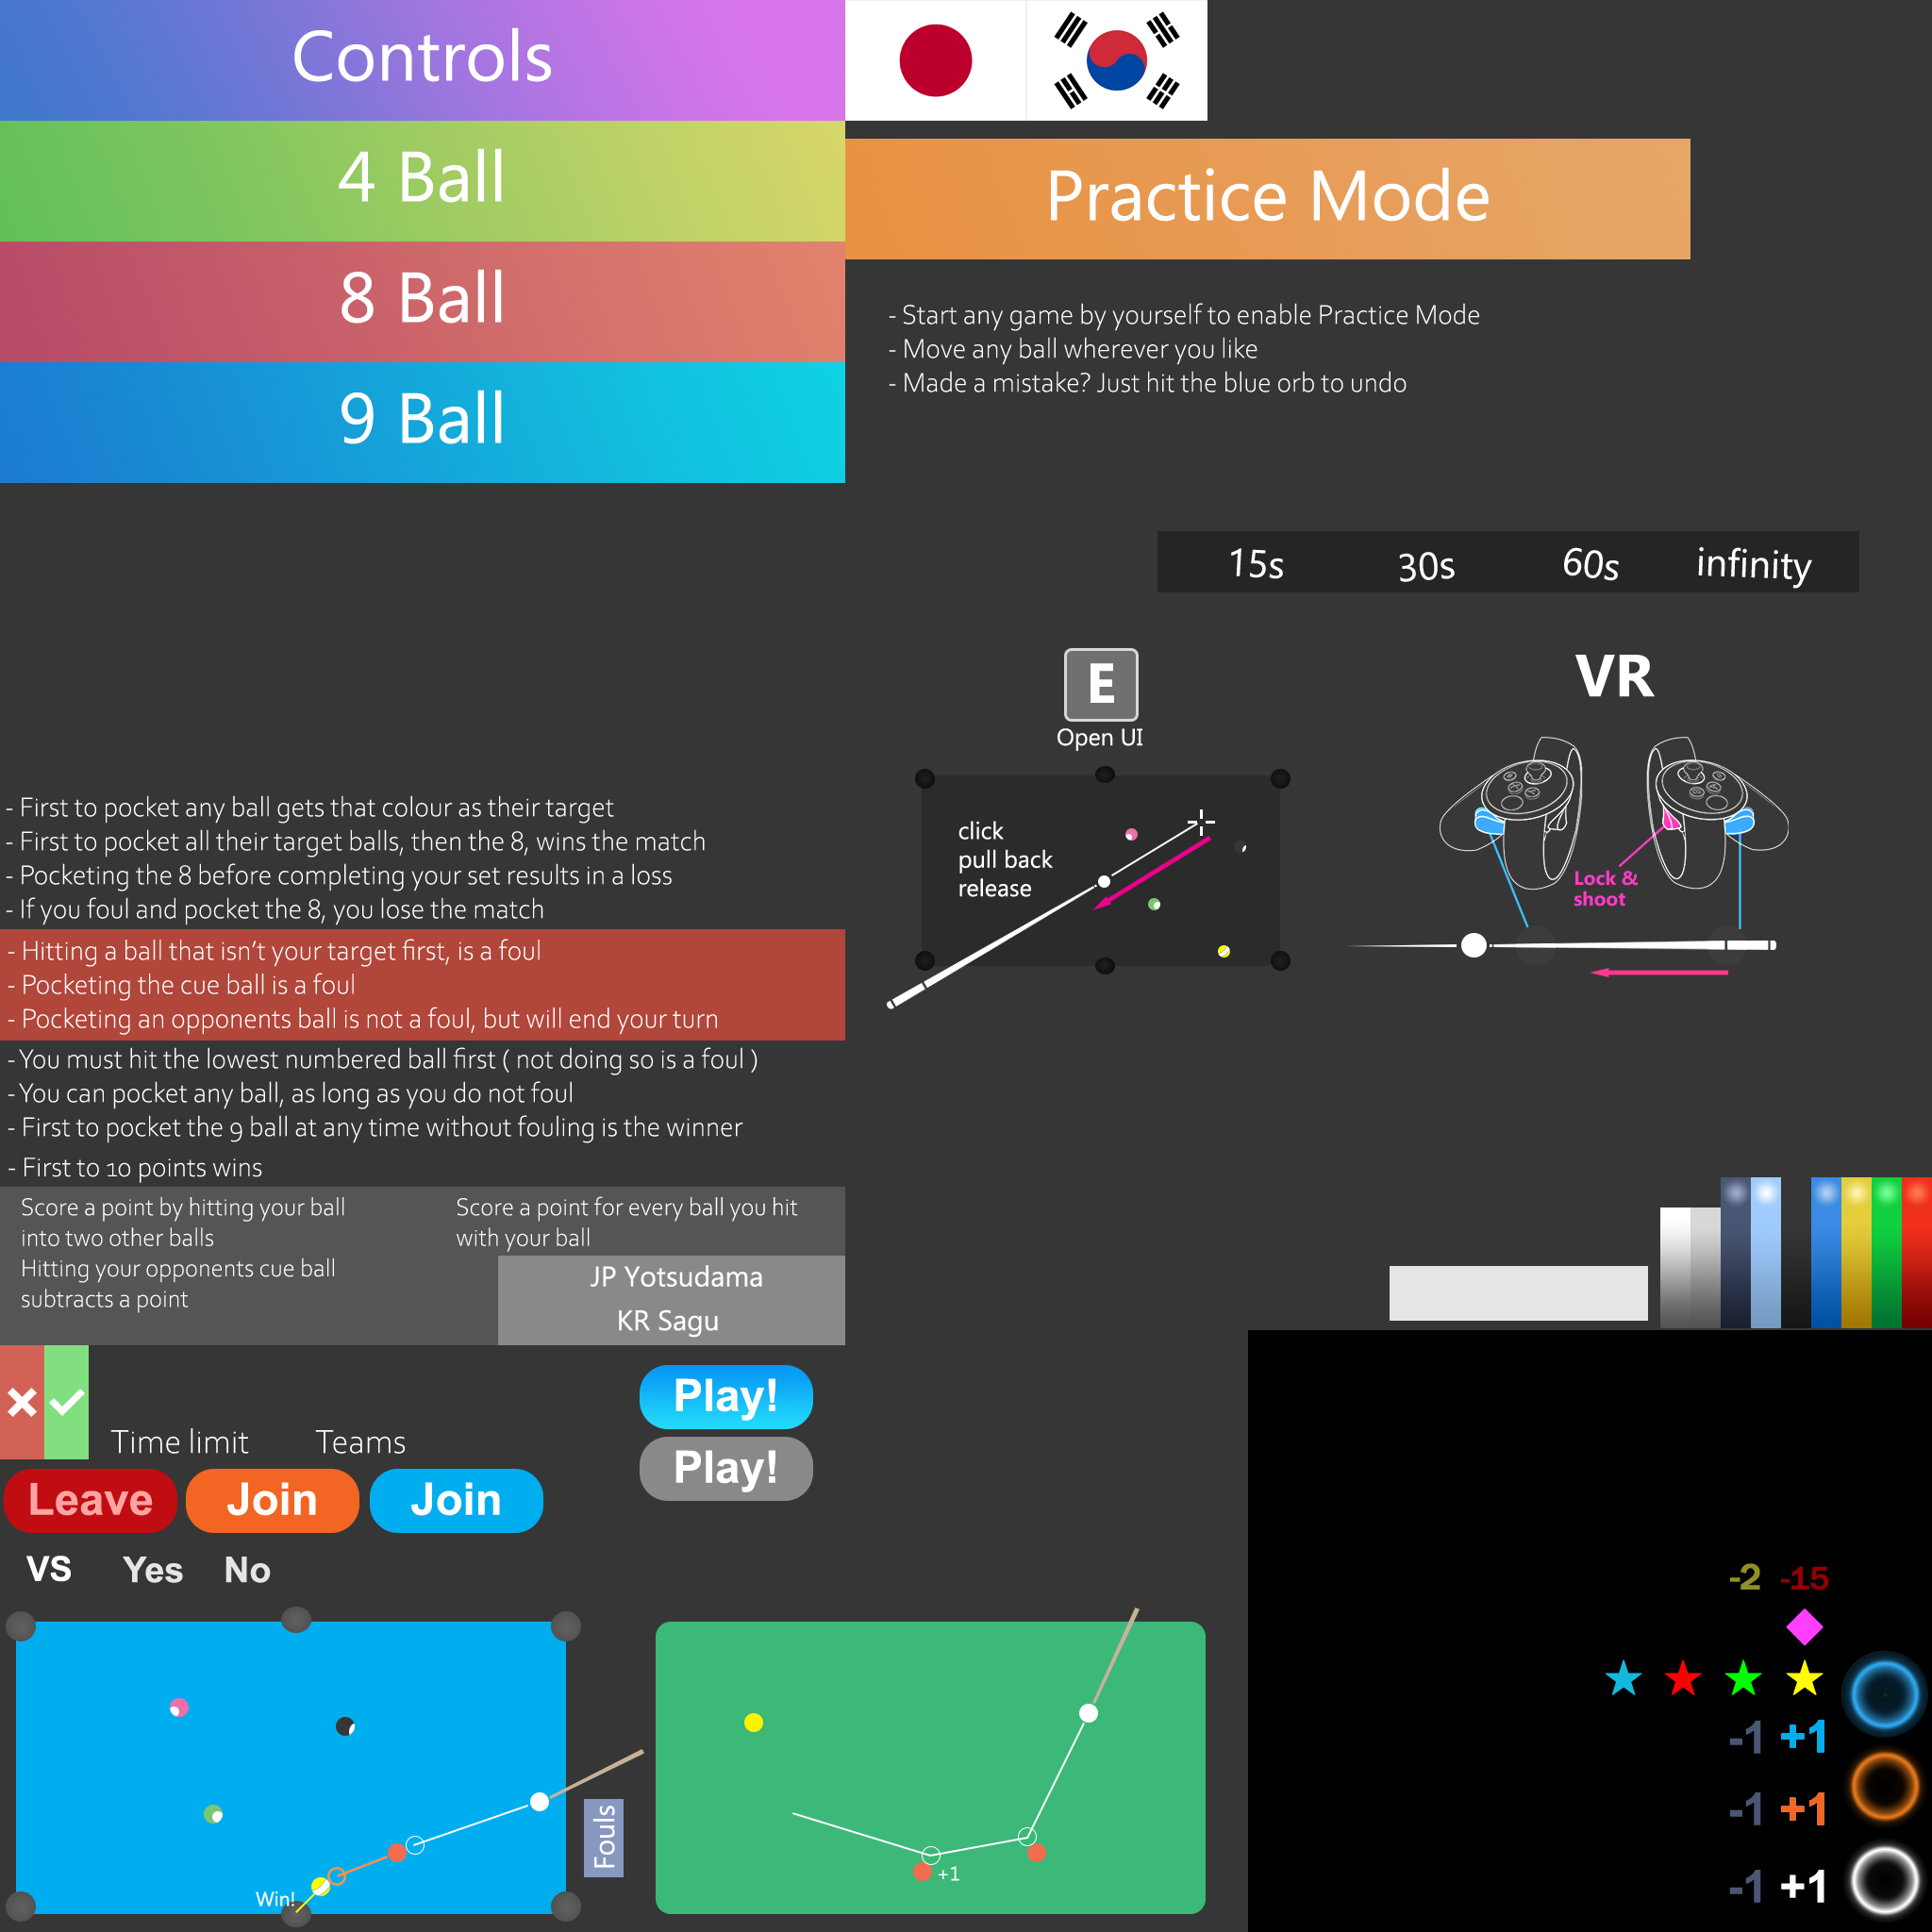 Controls
4 Ball
8 Ball
9 Ball
Practice Mode
- Start any game by yourself to enable Practice Mode
- Move any ball wherever you like
- Made a mistake? Just hit the blue orb to undo
15s 30s 60s infinity
E
Open UI
click
pull back
release
VR
Lock &
shoot
- First to pocket any ball gets that colour as their target
- First to pocket all their target balls, then the 8, wins the match
- Pocketing the 8 before completing your set results in a loss
- If you foul and pocket the 8, you lose the match
- Hitting a ball that isn’t your target first, is a foul
- Pocketing the cue ball is a foul
- Pocketing an opponents ball is not a foul, but will end your turn
- You must hit the lowest numbered ball first ( not doing so is a foul )
- You can pocket any ball, as long as you do not foul
- First to pocket the 9 ball at any time without fouling is the winner
- First to 10 points wins
Score a point by hitting your ball
into two other balls
Hitting your opponents cue ball
subtracts a point
Score a point for every ball you hit
with your ball
JP Yotsudama
KR Sagu
Time limit Teams
Play!
Play!
Leave Join Join
VS Yes No
Win!
Fouls
+1
-2 -15
-1 +1
-1 +1
-1 +1